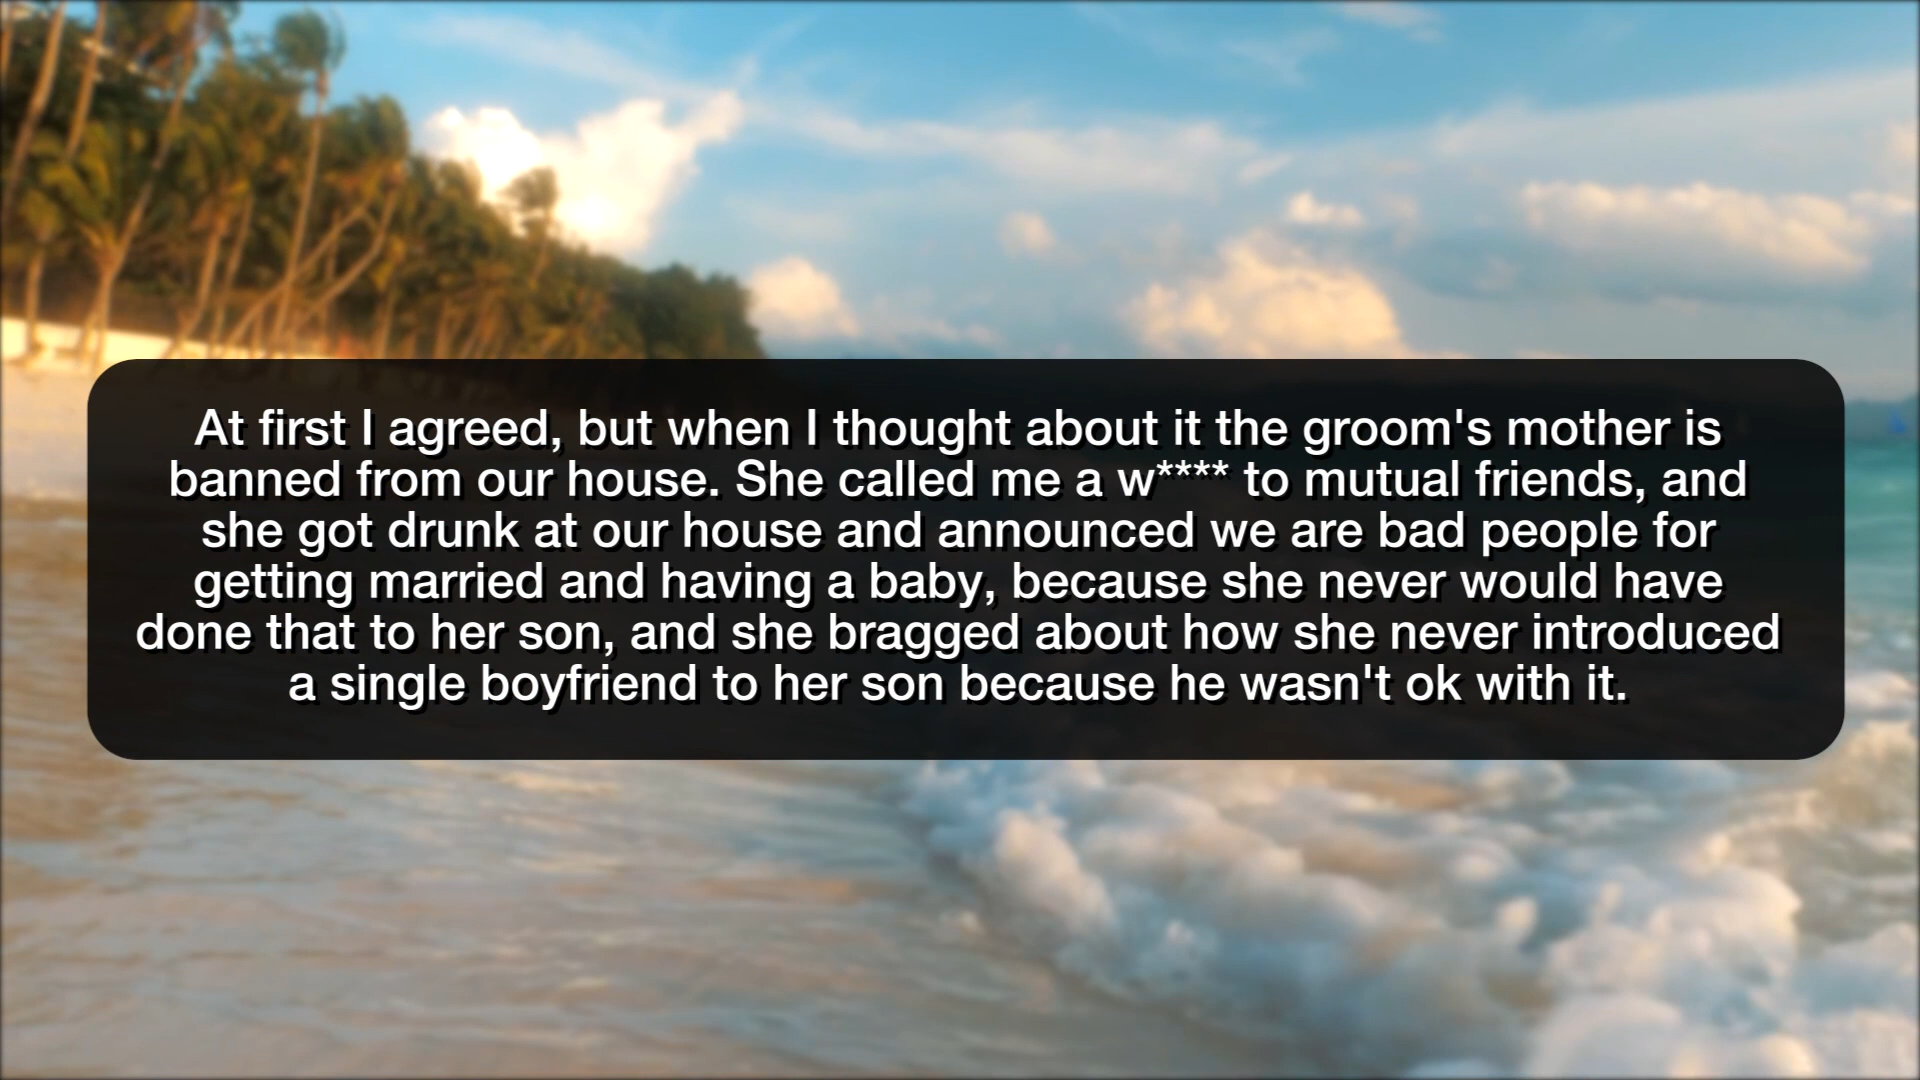 At first I agreed, but when I thought about it the groom's mother is
banned from our house. She called me a w**** to mutual friends, and
she got drunk at our house and announced we are bad people for
getting married and having a baby, because she never would have
done that to her son, and she bragged about how she never introduced
a single boyfriend to her son because he wasn't ok with it.